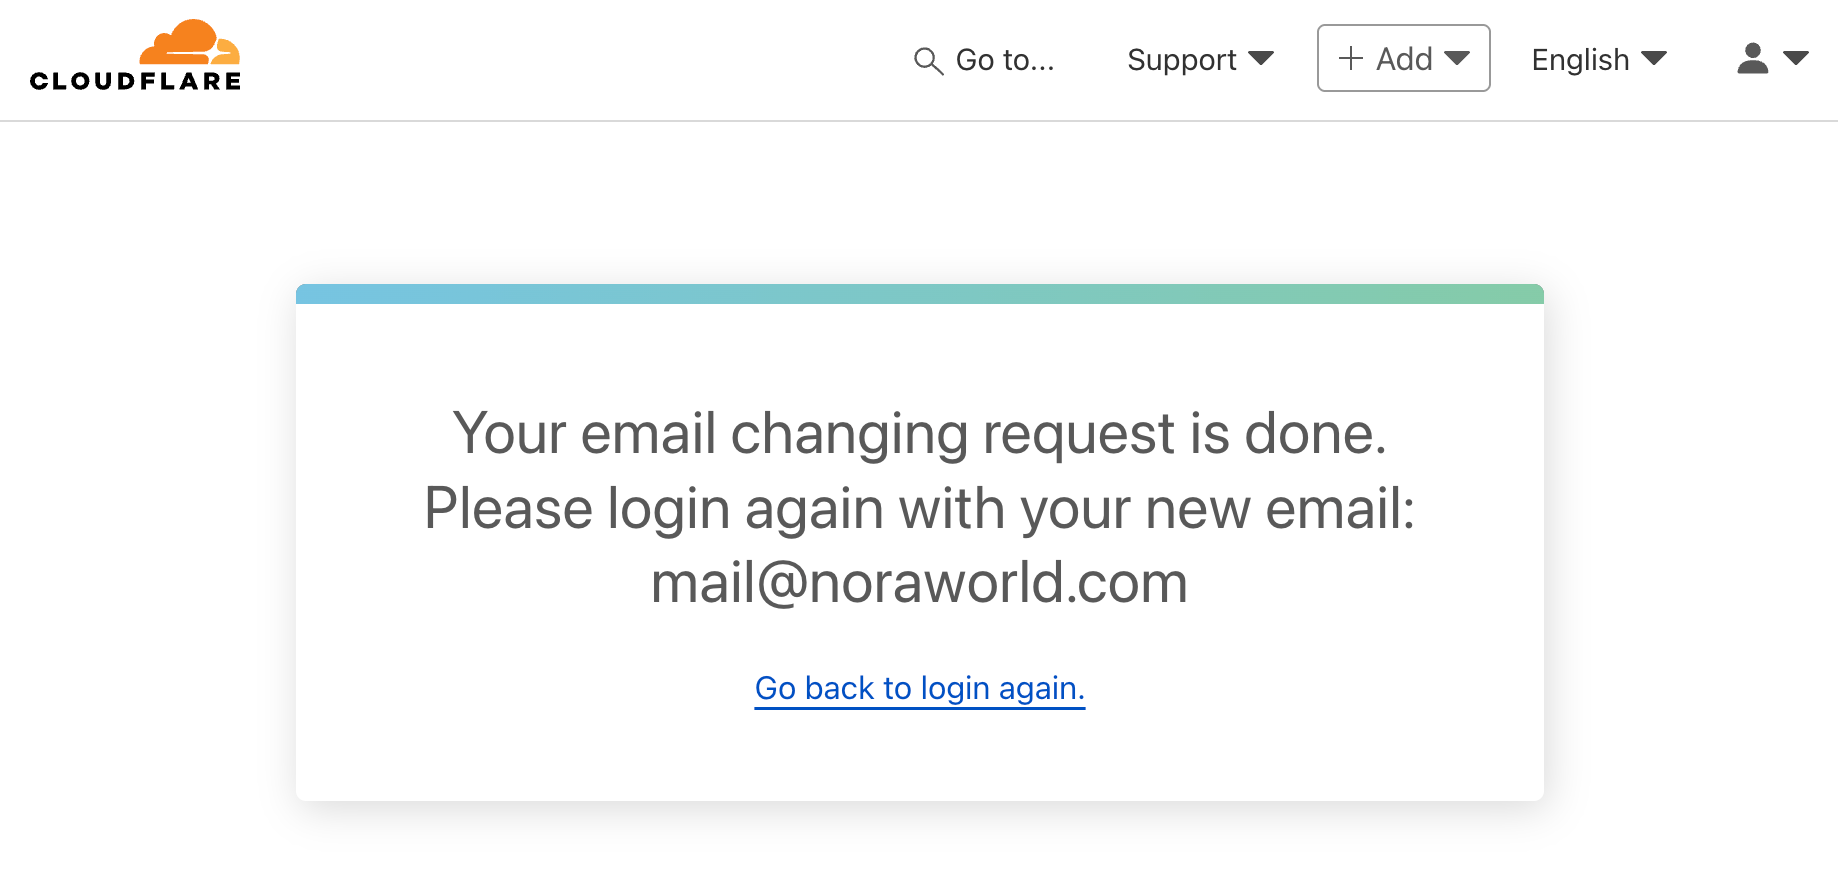 CLOUDFLARE
Go to...
Support
+ Add
English
Your email changing request is done.
Please login again with your new email:
mail@noraworld.com
Go back to login again.